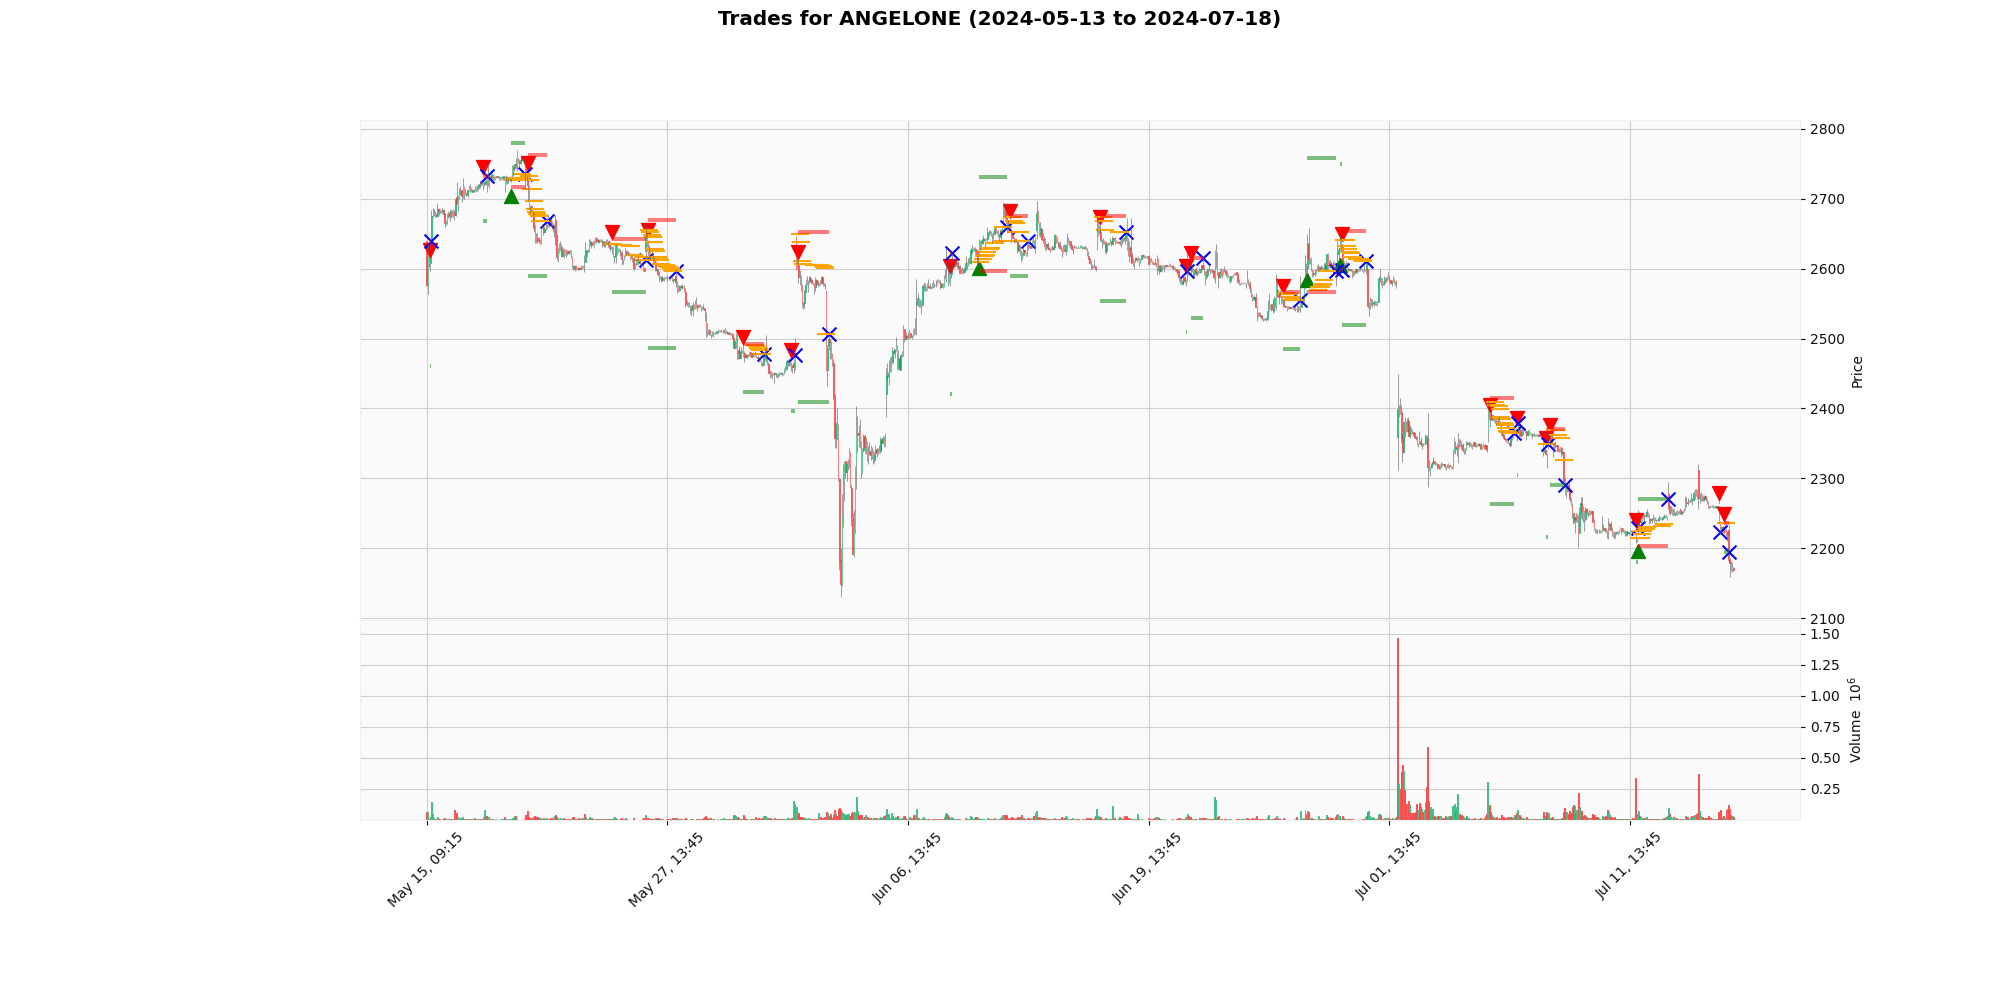 Trades for ANGELONE (2024-05-13 to 2024-07-18)
2800
2700
2600
2500
2400
2300
2200
2100
Price
1.50
1.25
1.00
0.75
0.50
0.25
Volume 10⁶
May 15, 09:15
May 27, 13:45
Jun 06, 13:45
Jun 19, 13:45
Jul 01, 13:45
Jul 11, 13:45